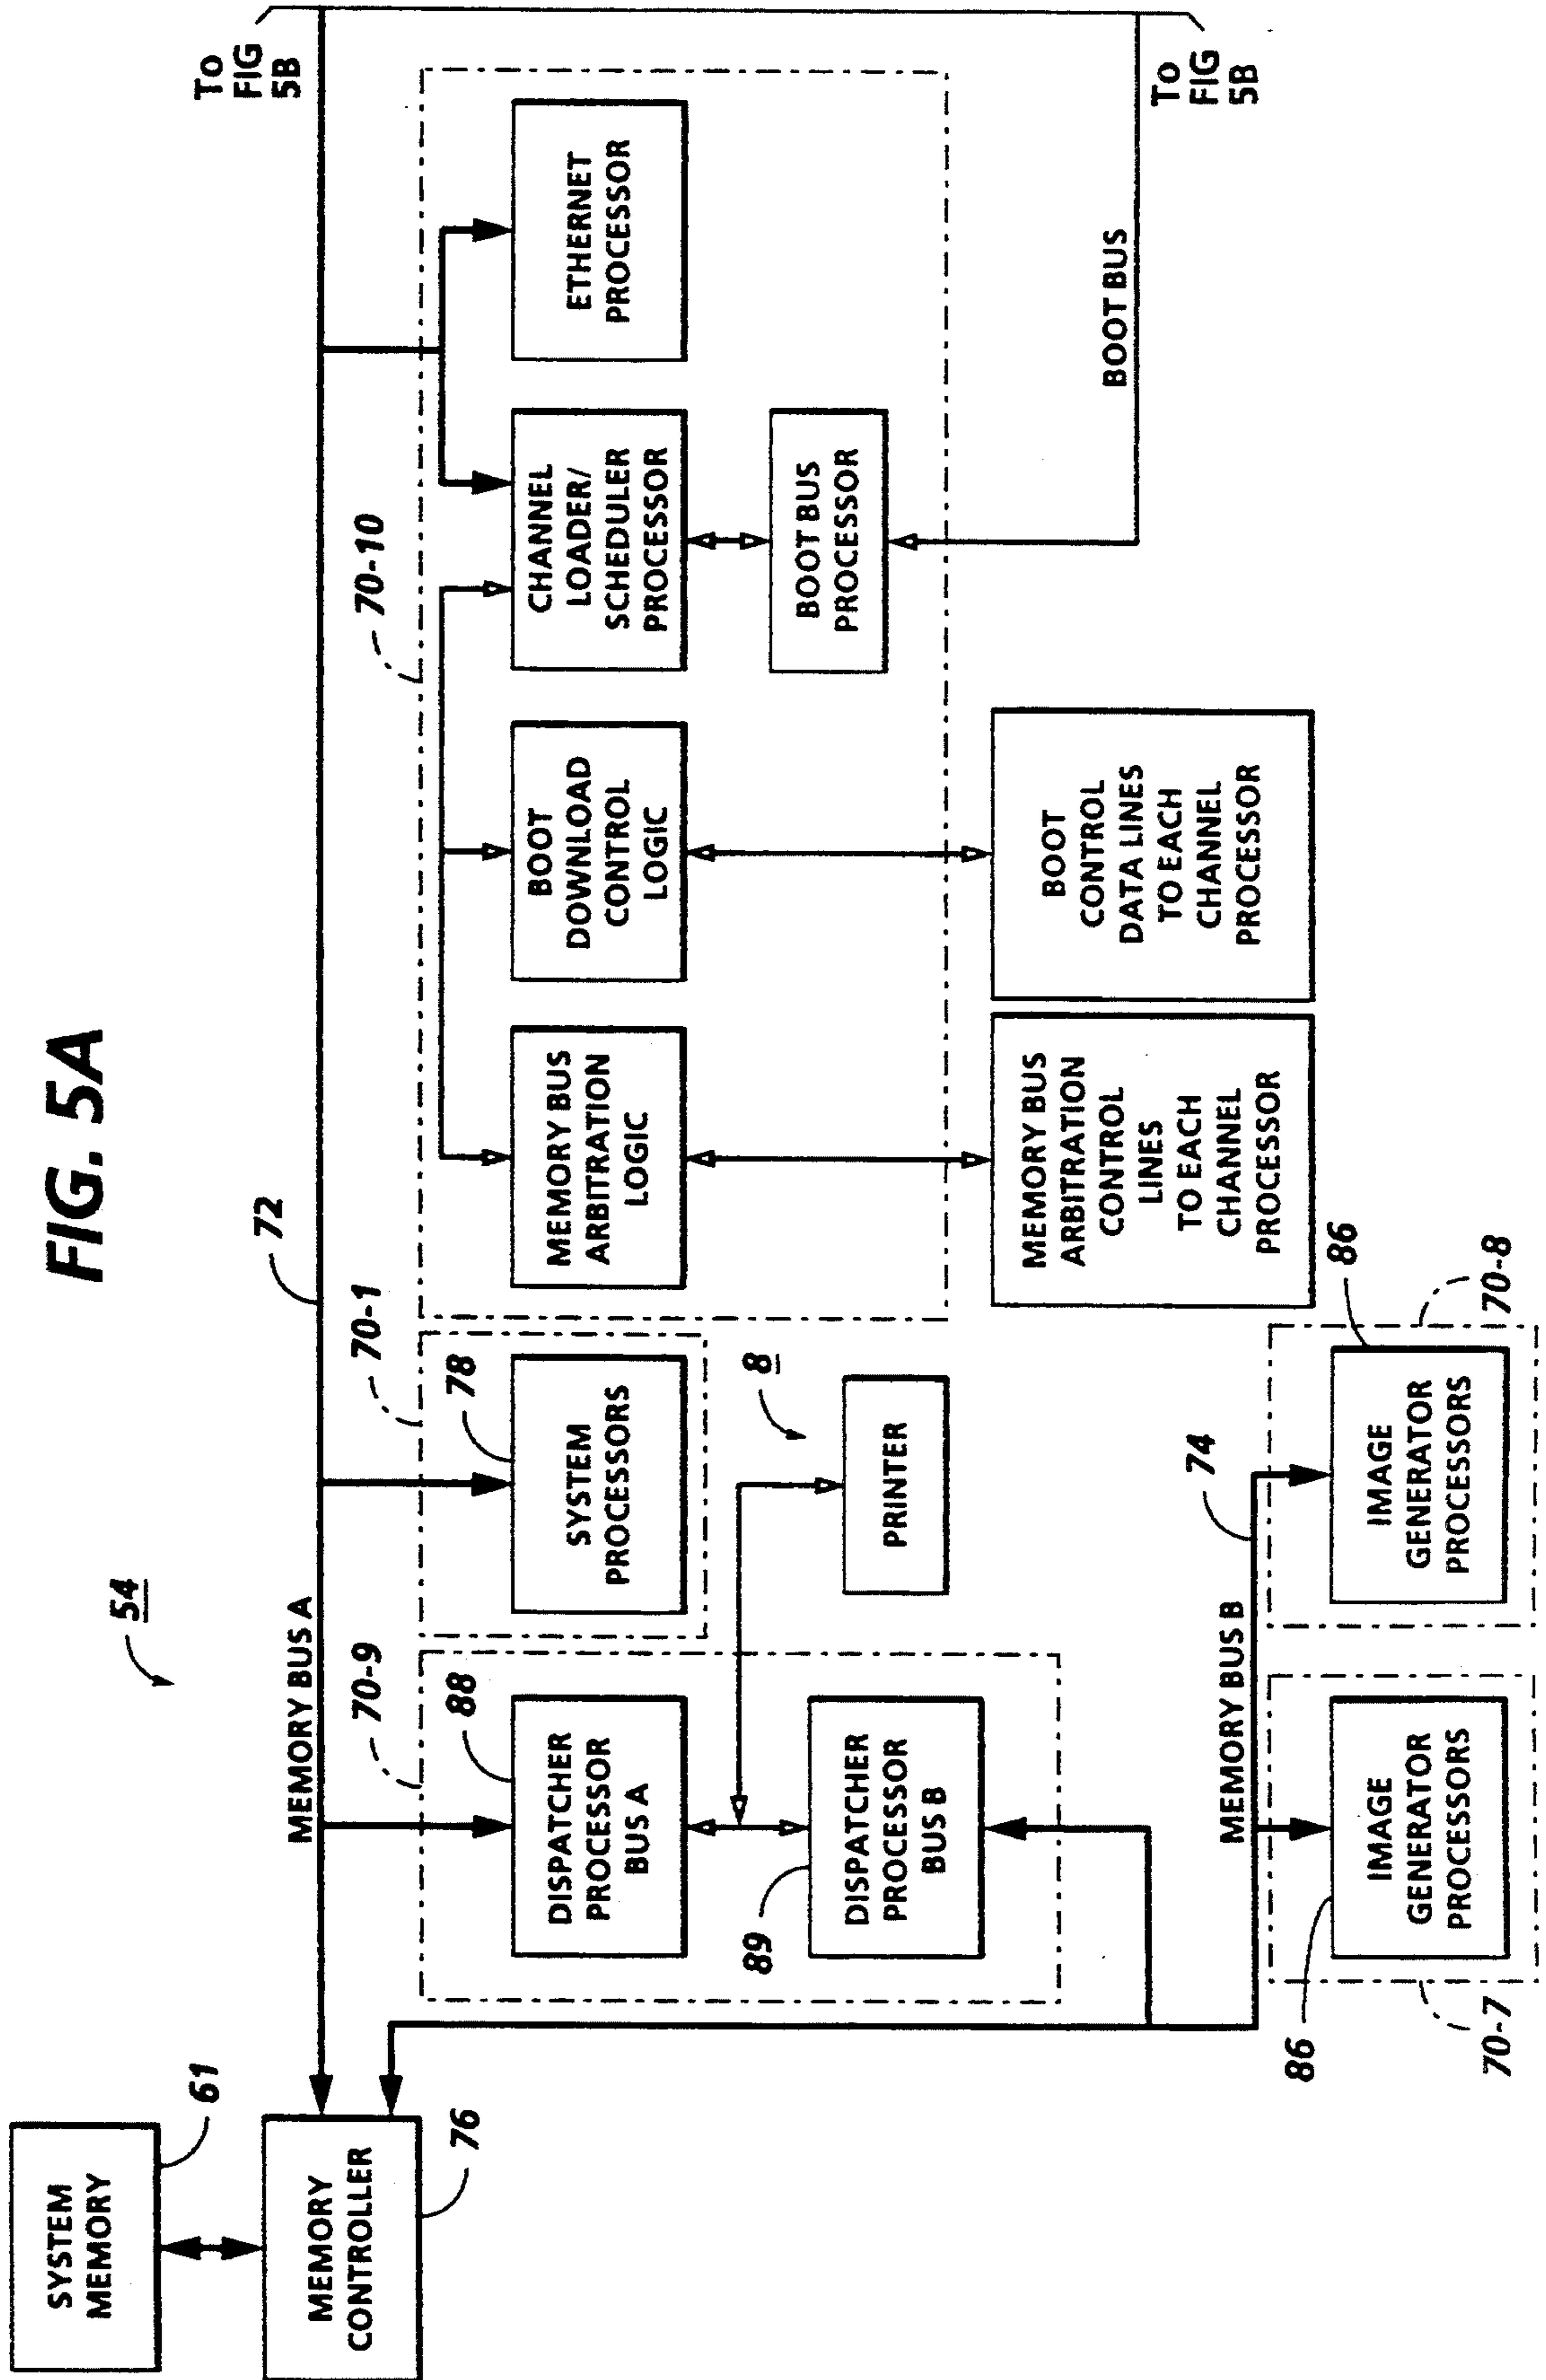 FIG. 5A
54
SYSTEM
MEMORY
61
MEMORY
CONTROLLER
76
MEMORY BUS A
72
To
FIG
5B
70-9
88
DISPATCHER
PROCESSOR
BUS A
89
DISPATCHER
PROCESSOR
BUS B
70-1
78
SYSTEM
PROCESSORS
8
PRINTER
70-10
MEMORY BUS
ARBITRATION
LOGIC
BOOT
DOWNLOAD
CONTROL
LOGIC
CHANNEL
LOADER/
SCHEDULER
PROCESSOR
ETHERNET
PROCESSOR
BOOT BUS
PROCESSOR
MEMORY BUS
ARBITRATION
CONTROL
LINES
TO EACH
CHANNEL
PROCESSOR
BOOT
CONTROL
DATA LINES
TO EACH
CHANNEL
PROCESSOR
BOOT BUS
To
FIG
5B
MEMORY BUS B
74
86
IMAGE
GENERATOR
PROCESSORS
70-7
86
IMAGE
GENERATOR
PROCESSORS
70-8